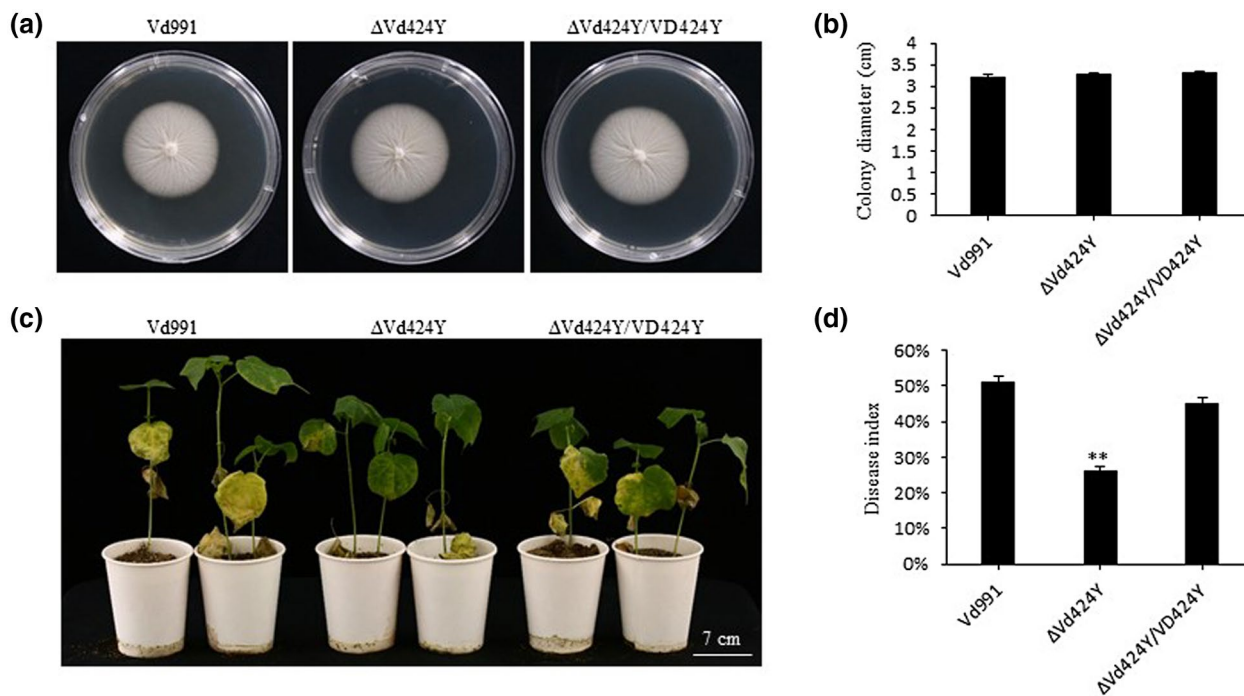 (a)
Vd991 ΔVd424Y ΔVd424Y/VD424Y
(b)
Colony diameter (cm)
4
3.5
3
2.5
2
1.5
1
0.5
0
Vd991
ΔVd424Y
ΔVd424Y/VD424Y
(c)
Vd991 ΔVd424Y ΔVd424Y/VD424Y
7 cm
(d)
Disease index
60%
50%
40%
30%
20%
10%
0%
**
Vd991
ΔVd424Y
ΔVd424Y/VD424Y